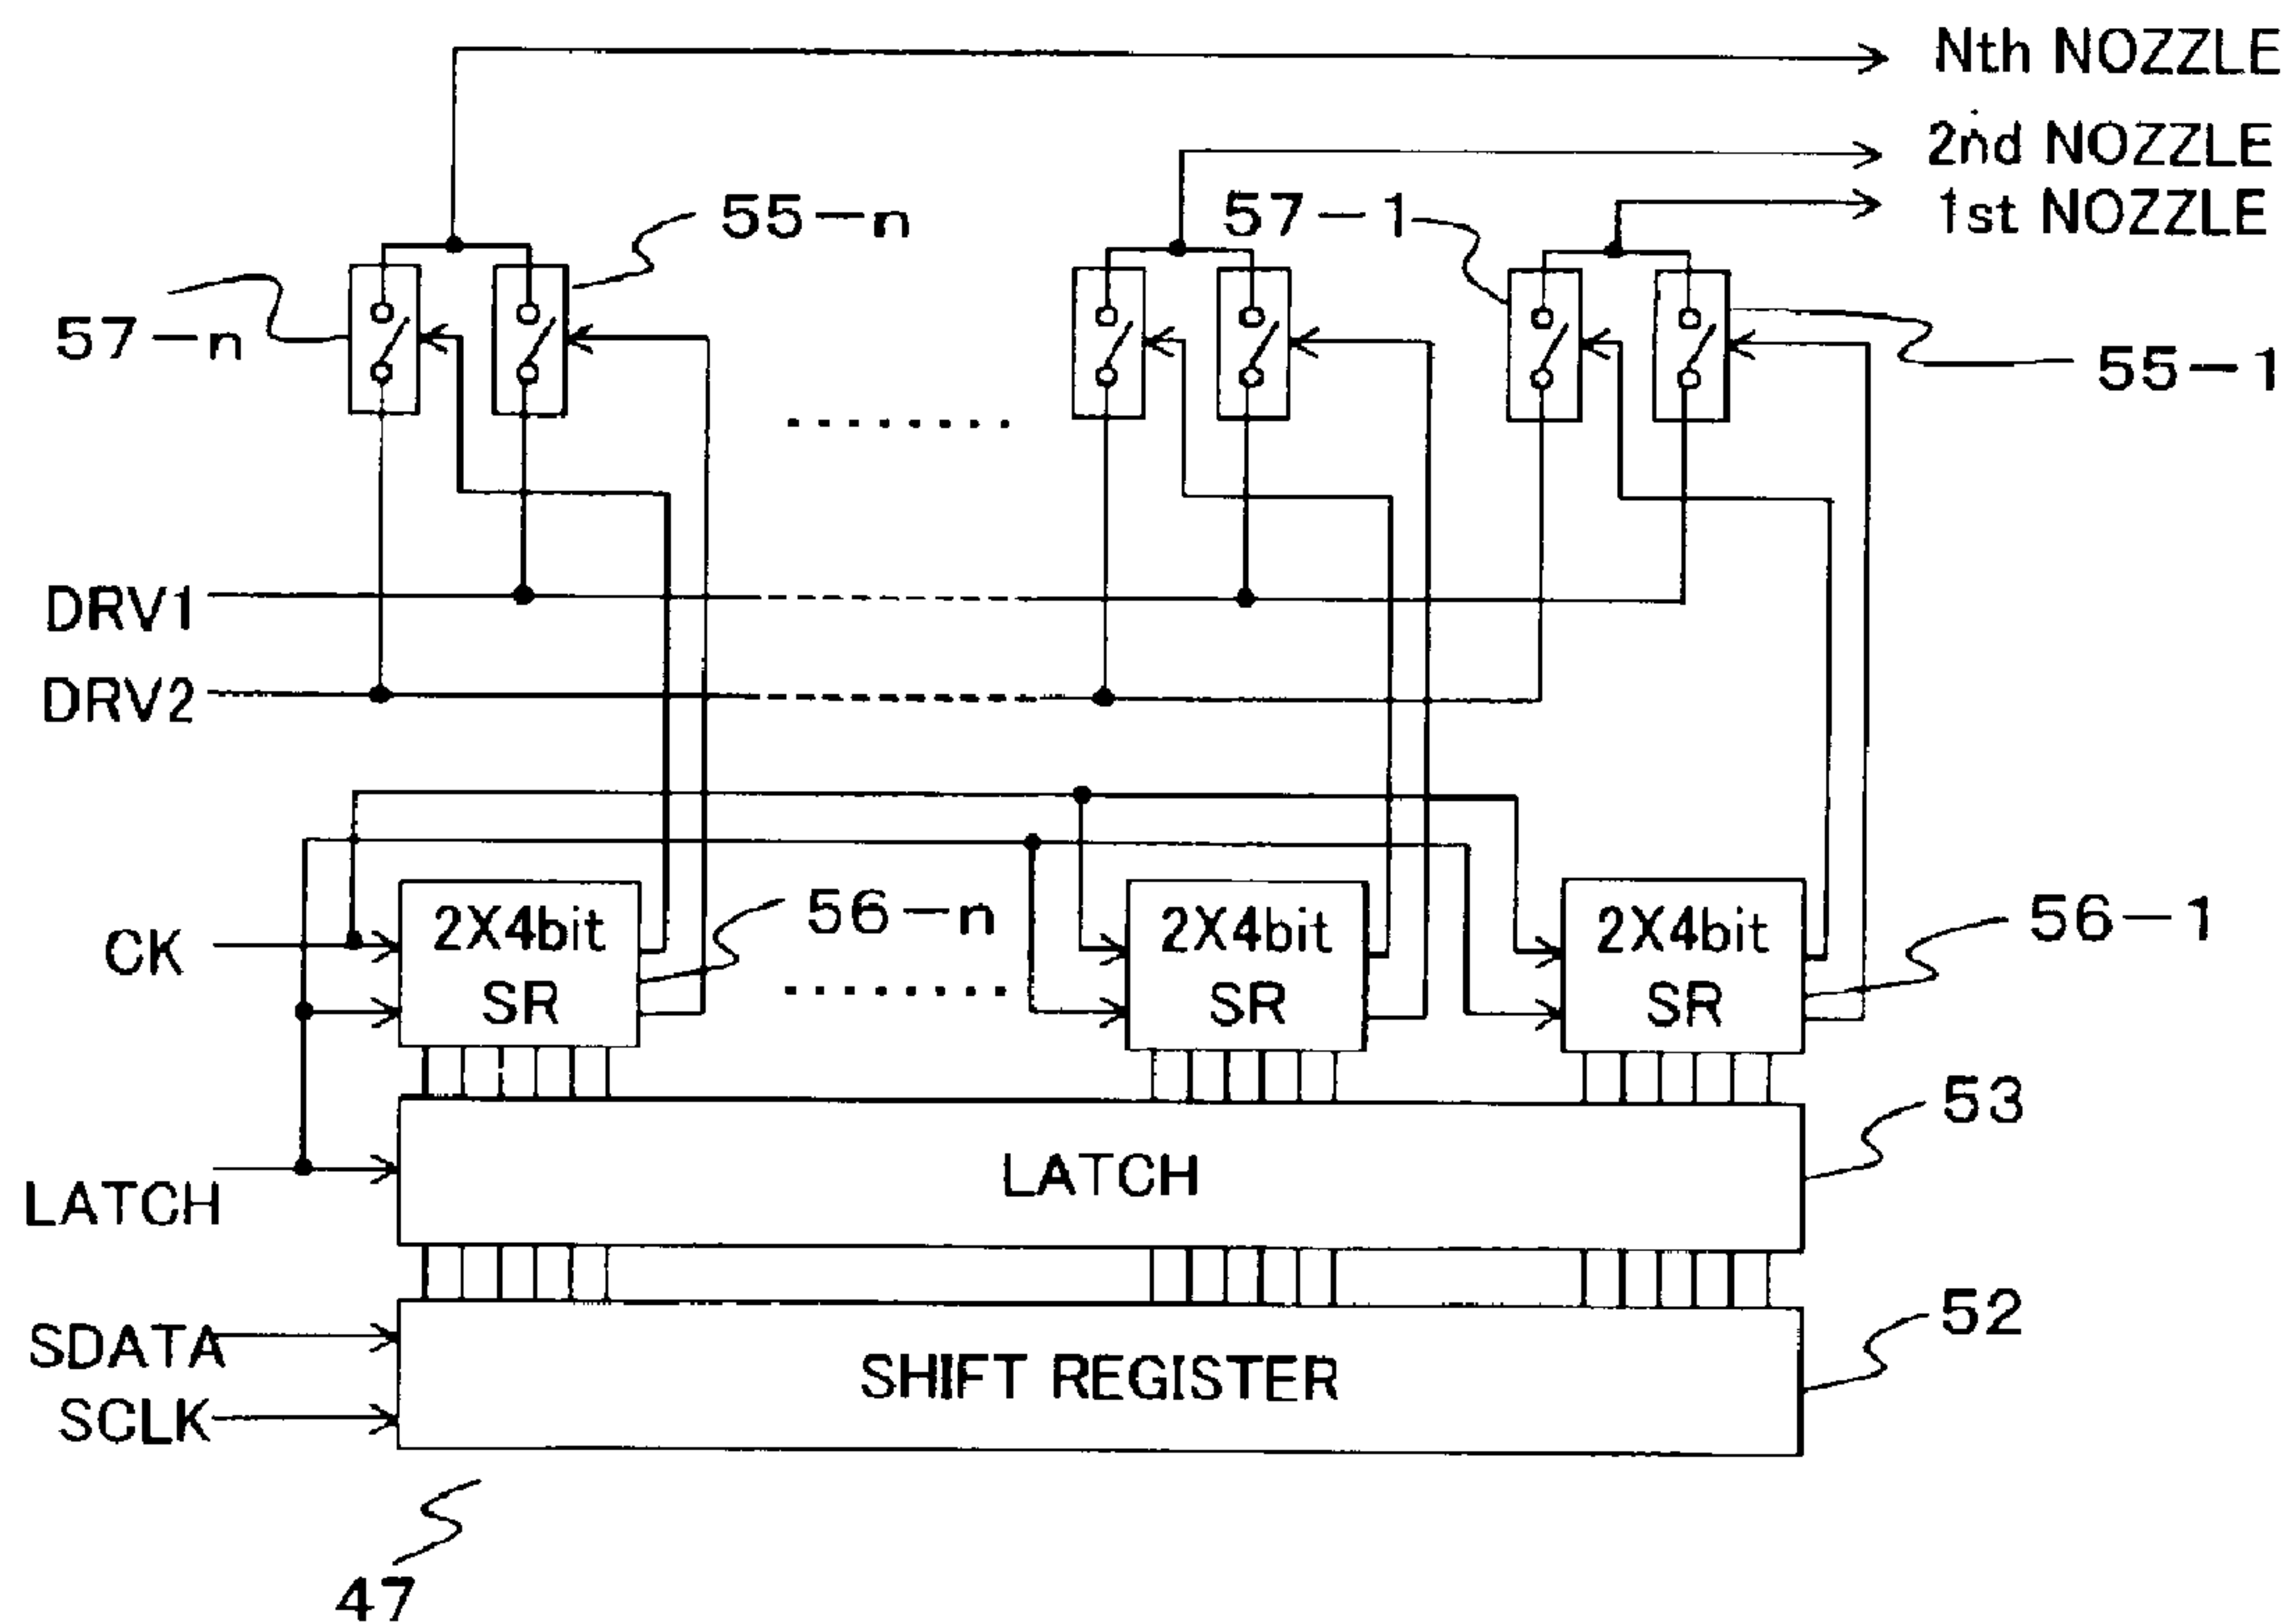 Nth NOZZLE
2nd NOZZLE
1st NOZZLE
55-n
57-1
57-n
55-1
DRV1
DRV2
2X4bit
SR
56-n
2X4bit
SR
2X4bit
SR
56-1
CK
53
LATCH
LATCH
52
SDATA
SHIFT REGISTER
SCLK
47